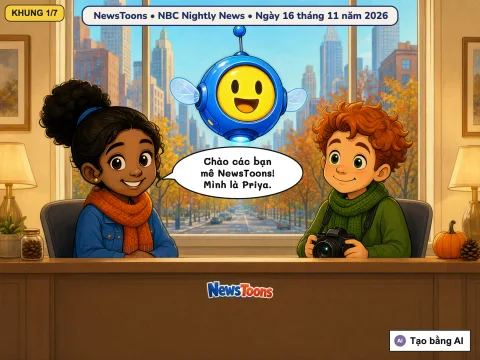 KHUNG 1/7
NewsToons • NBC Nightly News • Ngày 16 tháng 11 năm 2026
Chào các bạn
mê NewsToons!
Mình là Priya.
NewsToons
AI Tạo bằng AI